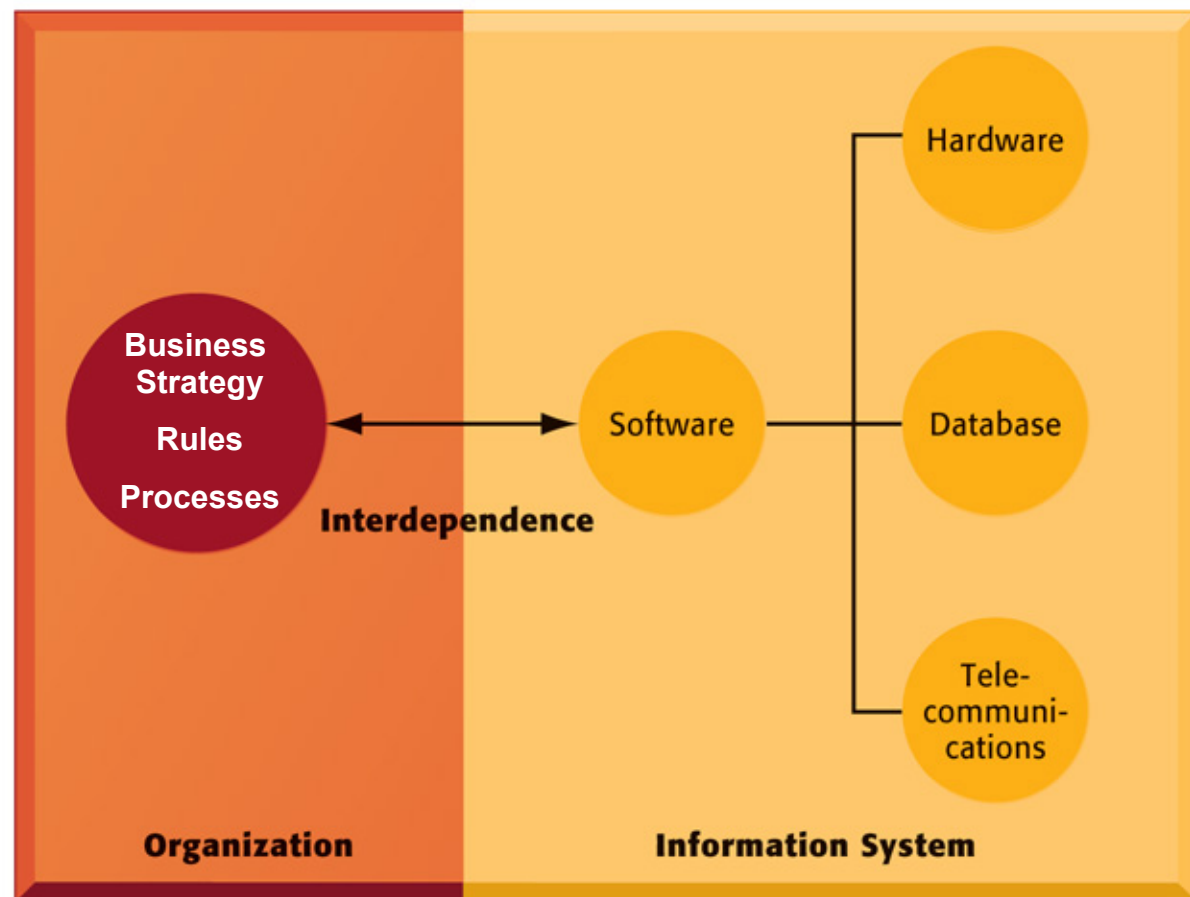 Business
Strategy
Rules
Processes
Interdependence
Software
Hardware
Database
Tele-
communi-
cations
Organization
Information System